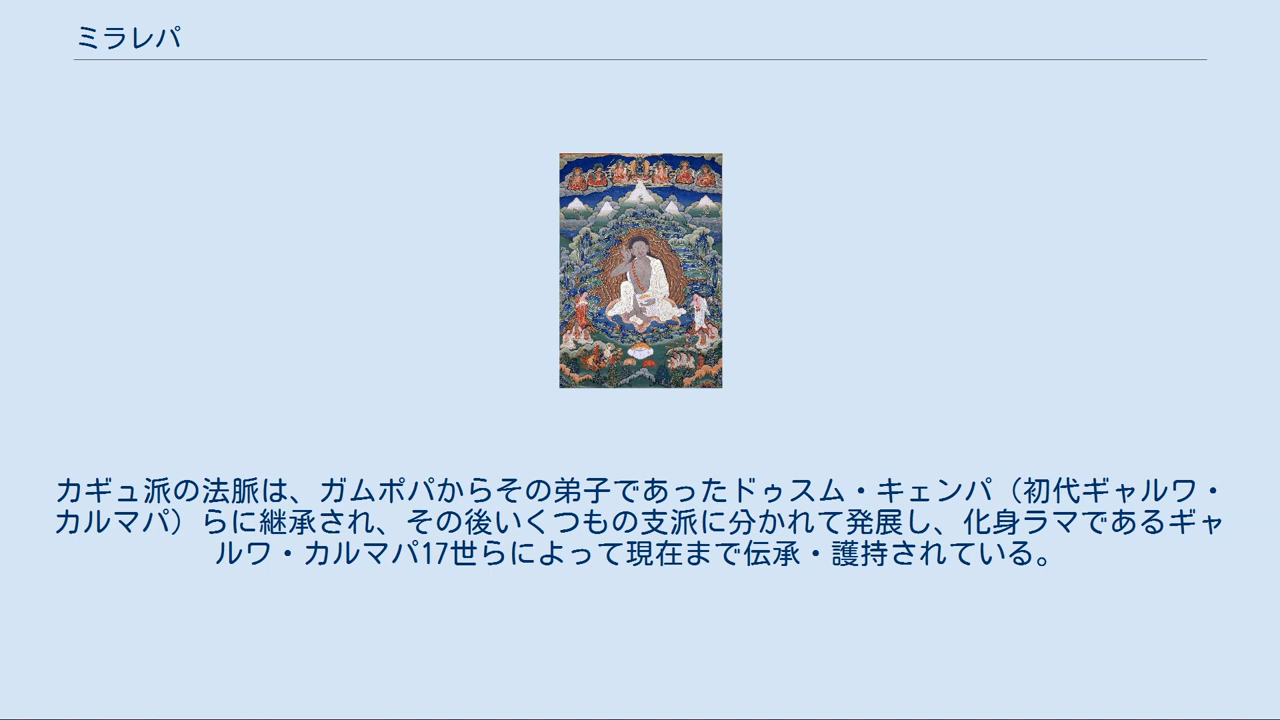 ミラレパ
カギュ派の法脈は、ガムポパからその弟子であったドゥスム・キェンパ（初代ギャルワ・
カルマパ）らに継承され、その後いくつもの支派に分かれて発展し、化身ラマであるギャ
ルワ・カルマパ17世らによって現在まで伝承・護持されている。